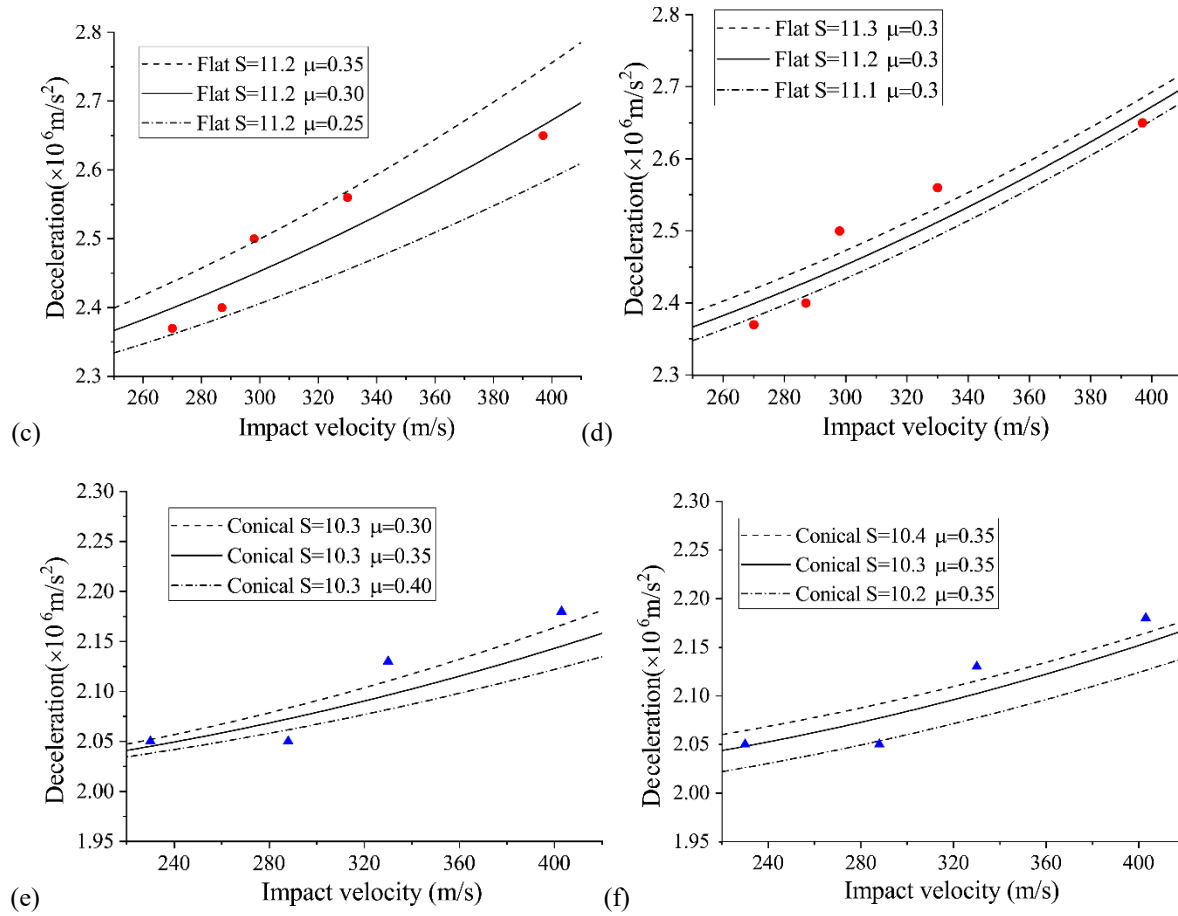 2.8
2.7
2.6
2.5
2.4
2.3
Deceleration(×10⁶m/s²)
Flat S=11.2 μ=0.35
Flat S=11.2 μ=0.30
Flat S=11.2 μ=0.25
260 280 300 320 340 360 380 400
Impact velocity (m/s)
(c)
2.8
2.7
2.6
2.5
2.4
2.3
Deceleration(×10⁶m/s²)
Flat S=11.3 μ=0.3
Flat S=11.2 μ=0.3
Flat S=11.1 μ=0.3
260 280 300 320 340 360 380 400
Impact velocity (m/s)
(d)
2.30
2.25
2.20
2.15
2.10
2.05
2.00
1.95
Deceleration(×10⁶m/s²)
Conical S=10.3 μ=0.30
Conical S=10.3 μ=0.35
Conical S=10.3 μ=0.40
240 280 320 360 400
Impact velocity (m/s)
(e)
2.30
2.25
2.20
2.15
2.10
2.05
2.00
1.95
Deceleration(×10⁶m/s²)
Conical S=10.4 μ=0.35
Conical S=10.3 μ=0.35
Conical S=10.2 μ=0.35
240 280 320 360 400
Impact velocity (m/s)
(f)